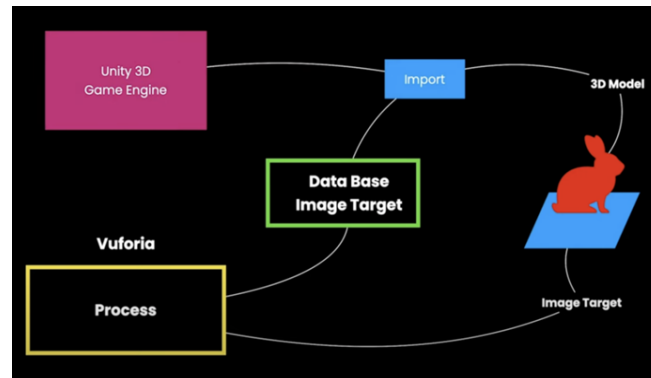 Unity 3D
Game Engine
Import
3D Model
Data Base
Image Target
Vuforia
Process
Image Target